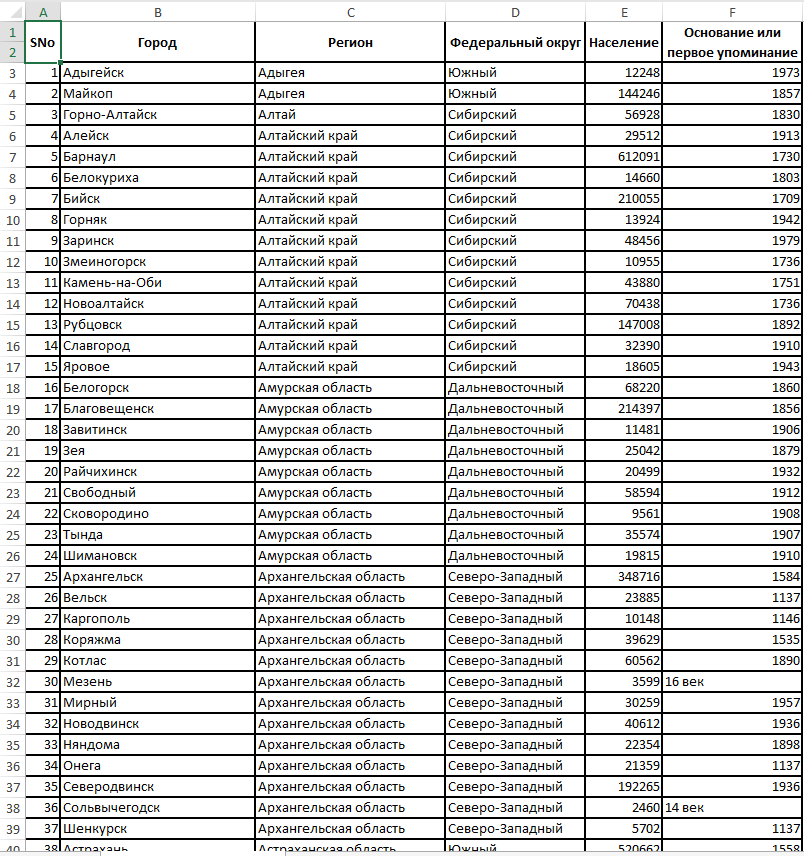 A B C D E F
1 SNo Город Регион Федеральный округ Население Основание или
2 первое упоминание
3 1 Адыгейск Адыгея Южный 12248 1973
4 2 Майкоп Адыгея Южный 144246 1857
5 3 Горно-Алтайск Алтай Сибирский 56928 1830
6 4 Алейск Алтайский край Сибирский 29512 1913
7 5 Барнаул Алтайский край Сибирский 612091 1730
8 6 Белокуриха Алтайский край Сибирский 14660 1803
9 7 Бийск Алтайский край Сибирский 210055 1709
10 8 Горняк Алтайский край Сибирский 13924 1942
11 9 Заринск Алтайский край Сибирский 48456 1979
12 10 Змеиногорск Алтайский край Сибирский 10955 1736
13 11 Камень-на-Оби Алтайский край Сибирский 43880 1751
14 12 Новоалтайск Алтайский край Сибирский 70438 1736
15 13 Рубцовск Алтайский край Сибирский 147008 1892
16 14 Славгород Алтайский край Сибирский 32390 1910
17 15 Яровое Алтайский край Сибирский 18605 1943
18 16 Белогорск Амурская область Дальневосточный 68220 1860
19 17 Благовещенск Амурская область Дальневосточный 214397 1856
20 18 Завитинск Амурская область Дальневосточный 11481 1906
21 19 Зея Амурская область Дальневосточный 25042 1879
22 20 Райчихинск Амурская область Дальневосточный 20499 1932
23 21 Свободный Амурская область Дальневосточный 58594 1912
24 22 Сковородино Амурская область Дальневосточный 9561 1908
25 23 Тында Амурская область Дальневосточный 35574 1907
26 24 Шимановск Амурская область Дальневосточный 19815 1910
27 25 Архангельск Архангельская область Северо-Западный 348716 1584
28 26 Вельск Архангельская область Северо-Западный 23885 1137
29 27 Каргополь Архангельская область Северо-Западный 10148 1146
30 28 Коряжма Архангельская область Северо-Западный 39629 1535
31 29 Котлас Архангельская область Северо-Западный 60562 1890
32 30 Мезень Архангельская область Северо-Западный 3599 16 век
33 31 Мирный Архангельская область Северо-Западный 30259 1957
34 32 Новодвинск Архангельская область Северо-Западный 40612 1936
35 33 Няндома Архангельская область Северо-Западный 22354 1898
36 34 Онега Архангельская область Северо-Западный 21359 1137
37 35 Северодвинск Архангельская область Северо-Западный 192265 1936
38 36 Сольвычегодск Архангельская область Северо-Западный 2460 14 век
39 37 Шенкурск Архангельская область Северо-Западный 5702 1137
40 38 Астрахань Астраханская область Южный 520662 1558